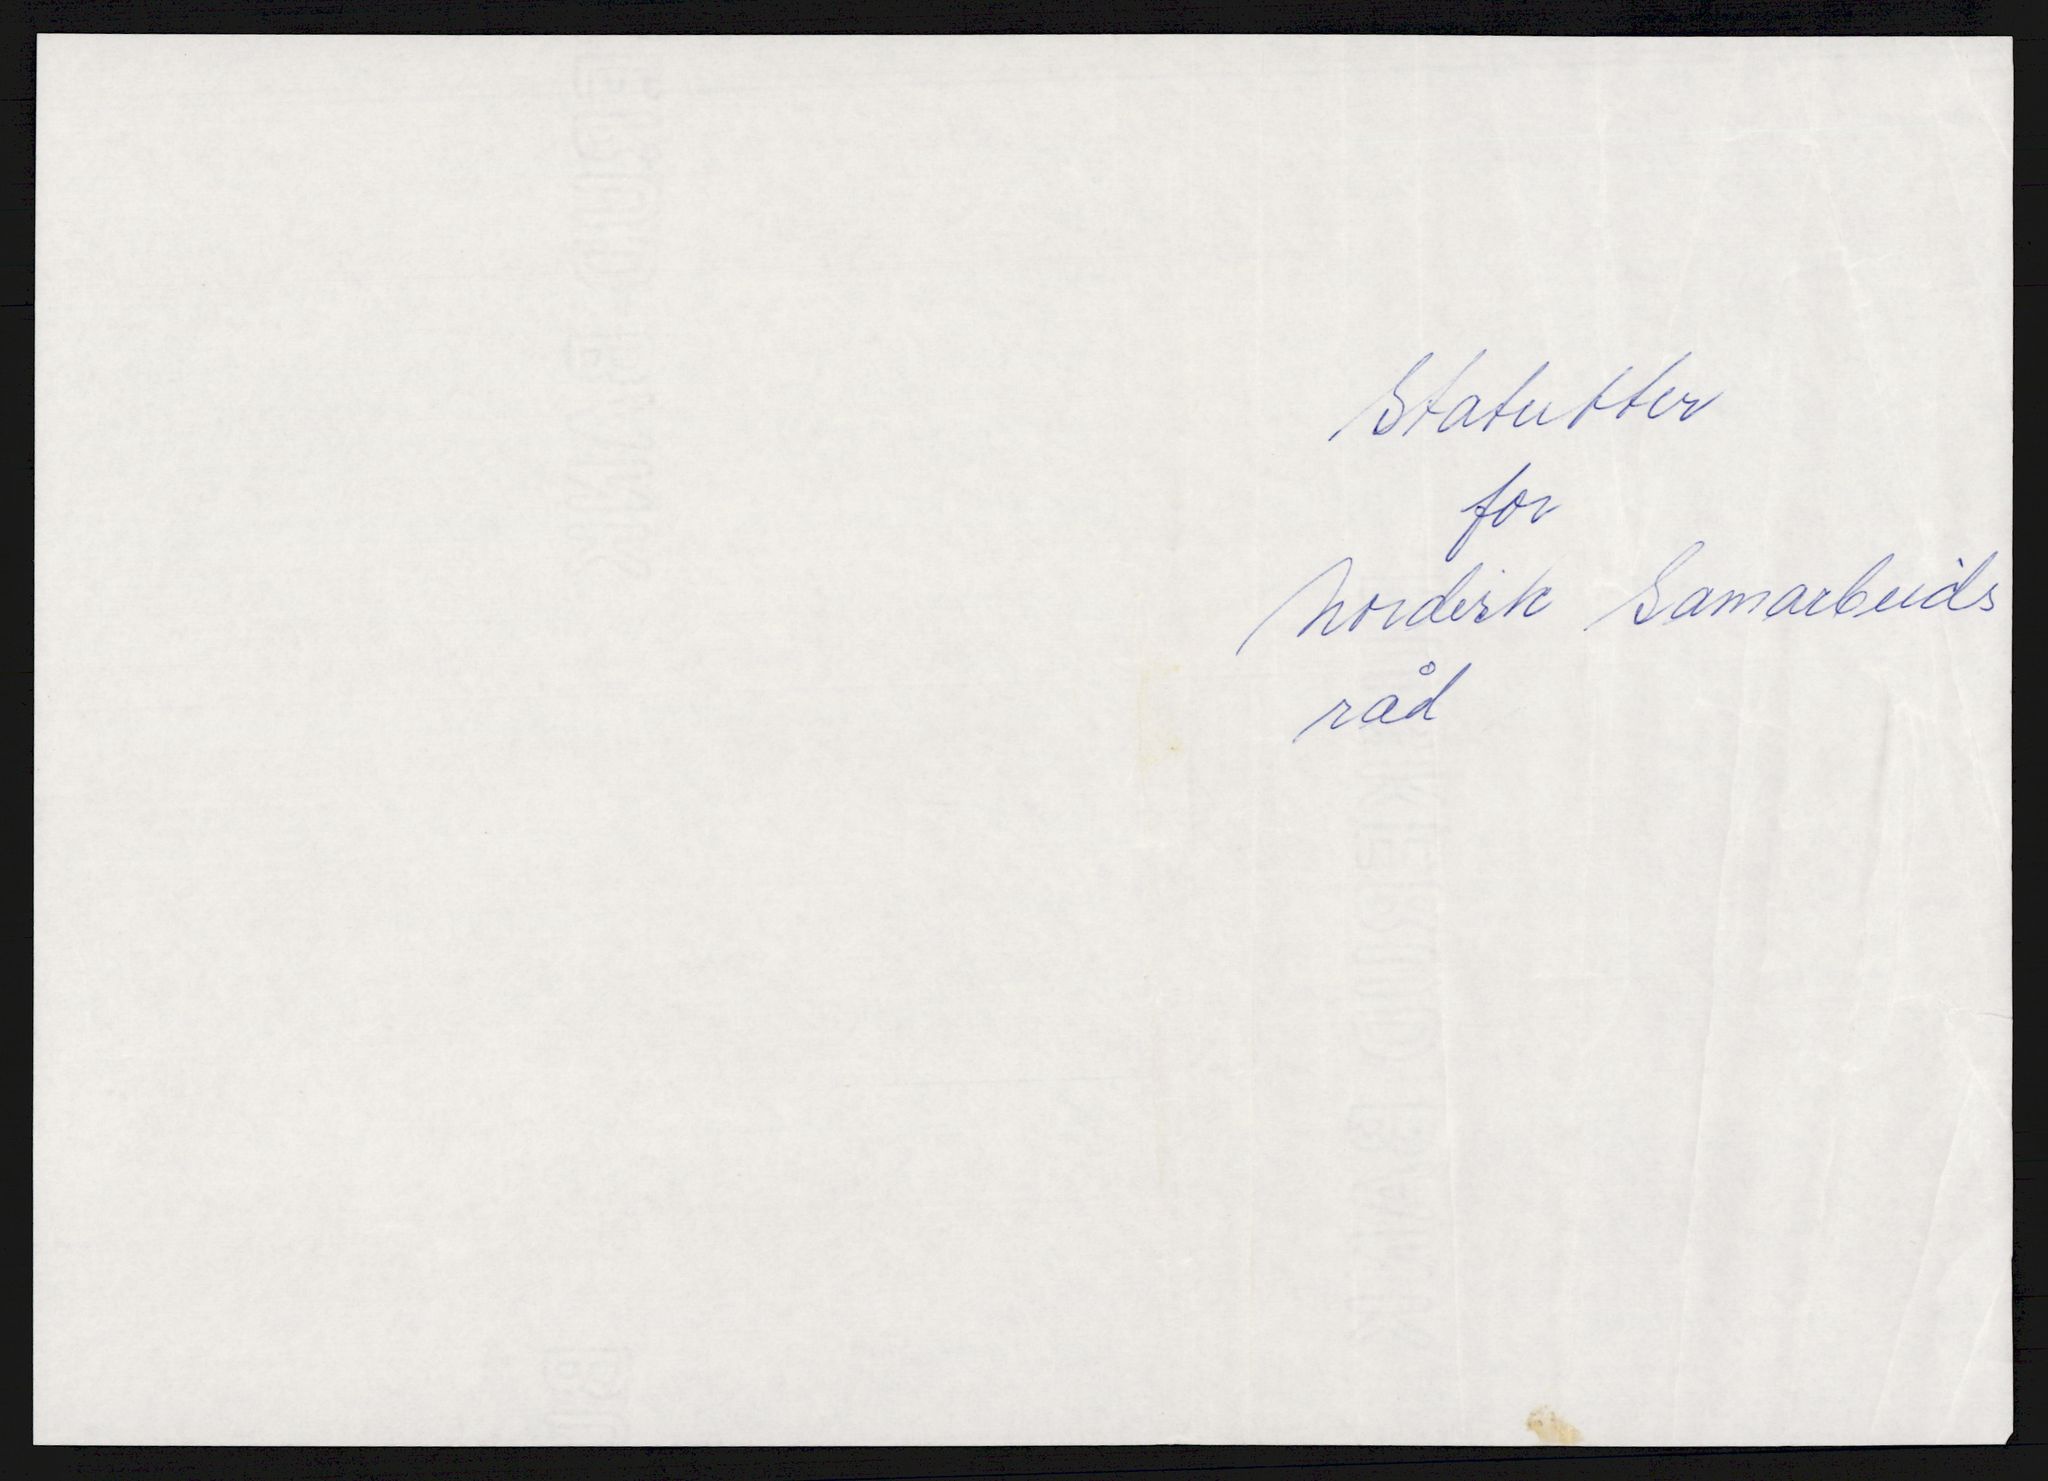 Statutter
for
Nordisk Samarbeids
råd